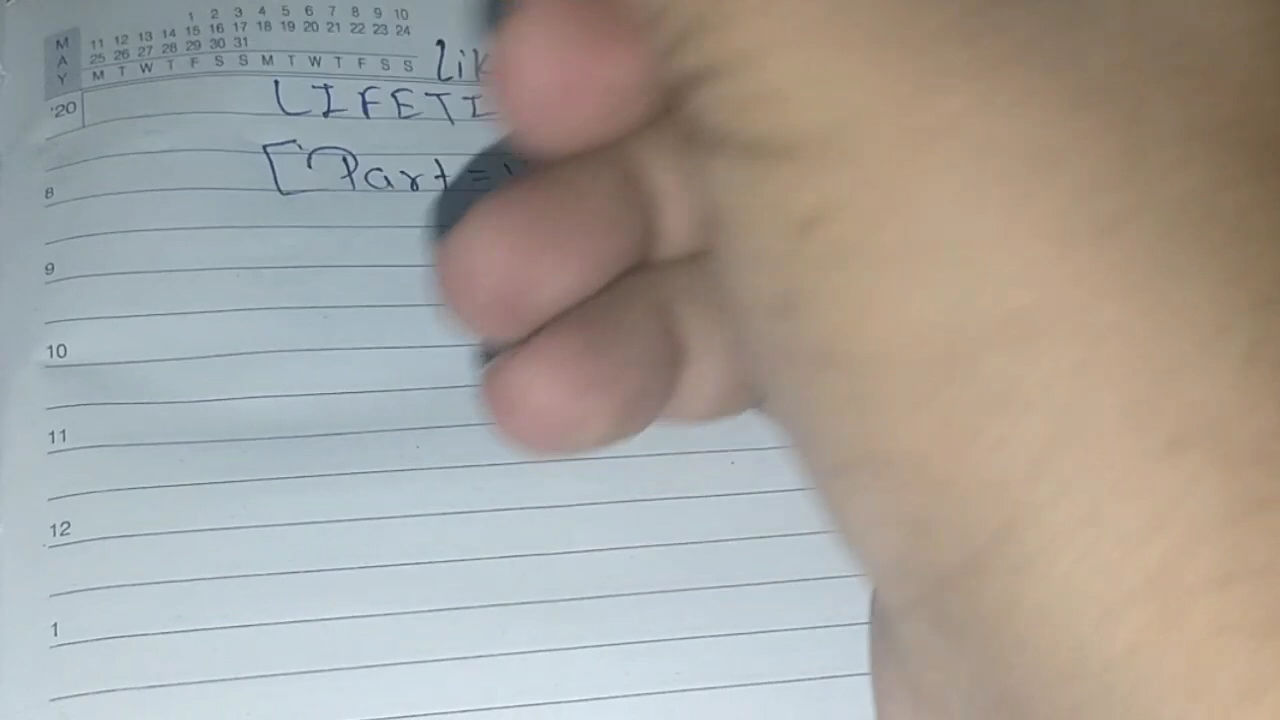 1 2 3 4 5 6 7 8 9 10
11 12 13 14 15 16 17 18 19 20 21 22 23 24
25 26 27 28 29 30 31
M T W T F S S M T W T F S S
MAY
'20
Lik
LIFETI
[Part =
8
9
10
11
12
1